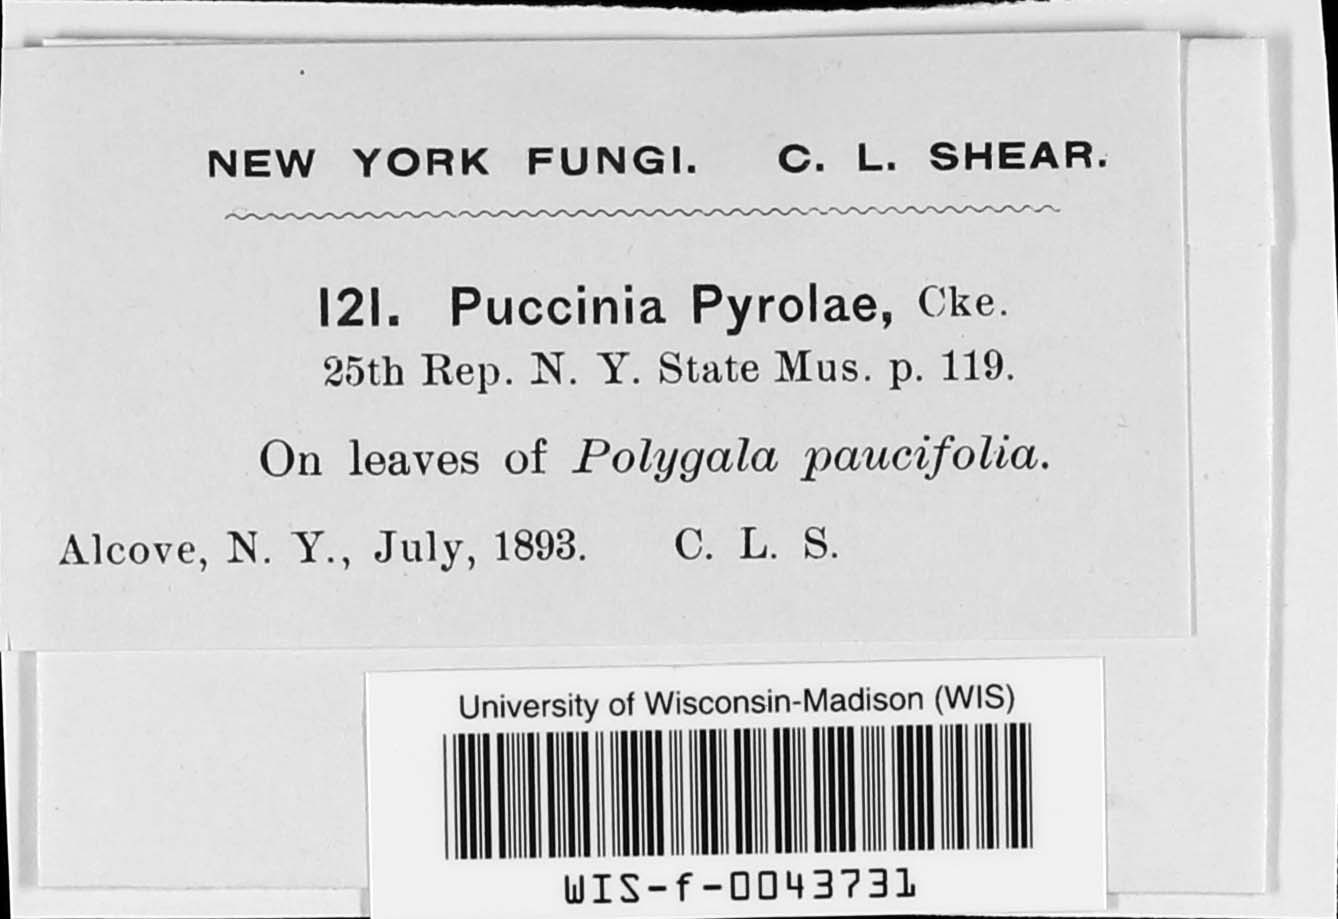 NEW YORK FUNGI. C. L. SHEAR.
121. Puccinia Pyrolae, Cke.
25th Rep. N. Y. State Mus. p. 119.
On leaves of Polygala paucifolia.
Alcove, N. Y., July, 1893. C. L. S.
University of Wisconsin-Madison (WIS)
WIS-f-0043731